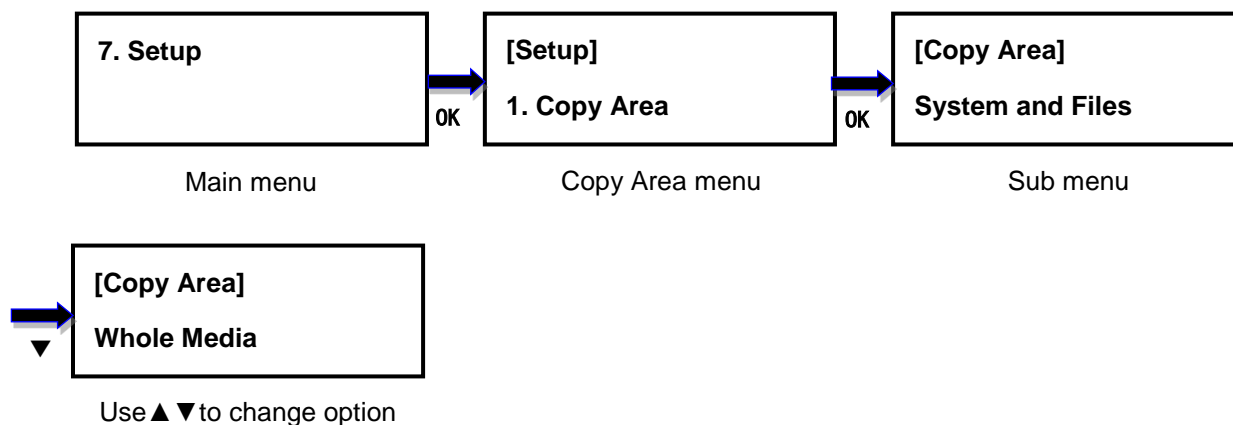 7. Setup
OK
[Setup]
1. Copy Area
OK
[Copy Area]
System and Files
Main menu
Copy Area menu
Sub menu
▼
[Copy Area]
Whole Media
Use▲▼to change option